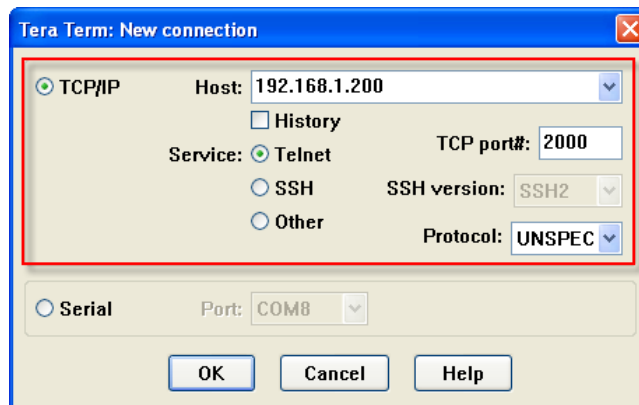 Tera Term: New connection
TCP/IP Host: 192.168.1.200
History
Service: Telnet TCP port#: 2000
SSH SSH version: SSH2
Other Protocol: UNSPEC
Serial Port: COM8
OK Cancel Help